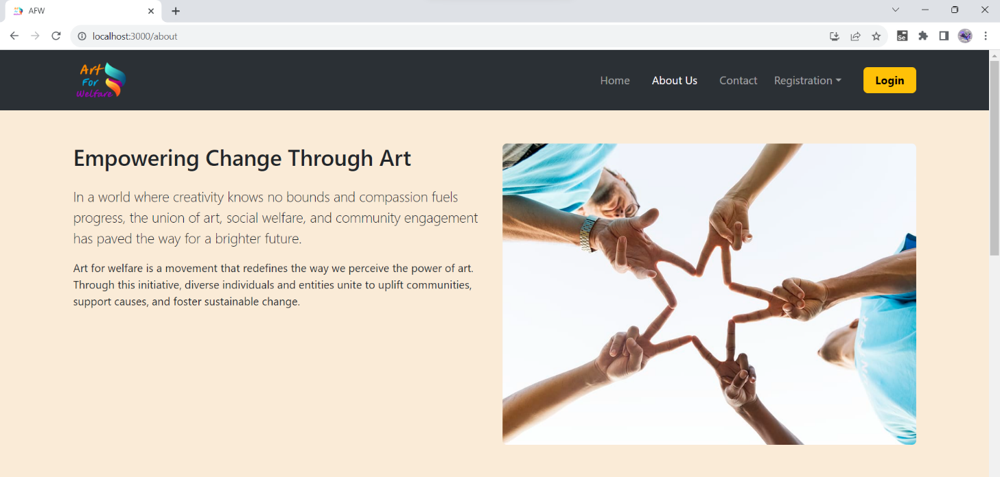 AFW
localhost:3000/about
Se
Art
For
Welfare
Home About Us Contact Registration Login
Empowering Change Through Art
In a world where creativity knows no bounds and compassion fuels
progress, the union of art, social welfare, and community engagement
has paved the way for a brighter future.
Art for welfare is a movement that redefines the way we perceive the power of art.
Through this initiative, diverse individuals and entities unite to uplift communities,
support causes, and foster sustainable change.